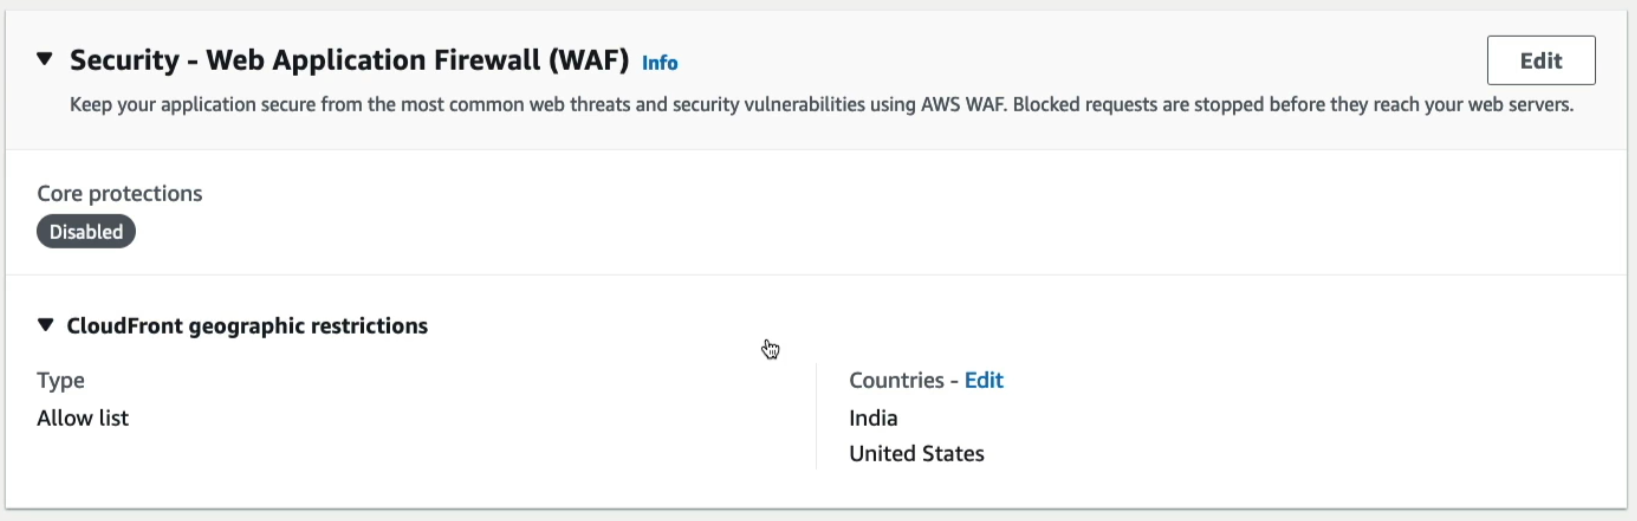 Security - Web Application Firewall (WAF) Info
Edit
Keep your application secure from the most common web threats and security vulnerabilities using AWS WAF. Blocked requests are stopped before they reach your web servers.
Core protections
Disabled
CloudFront geographic restrictions
Type
Allow list
Countries - Edit
India
United States